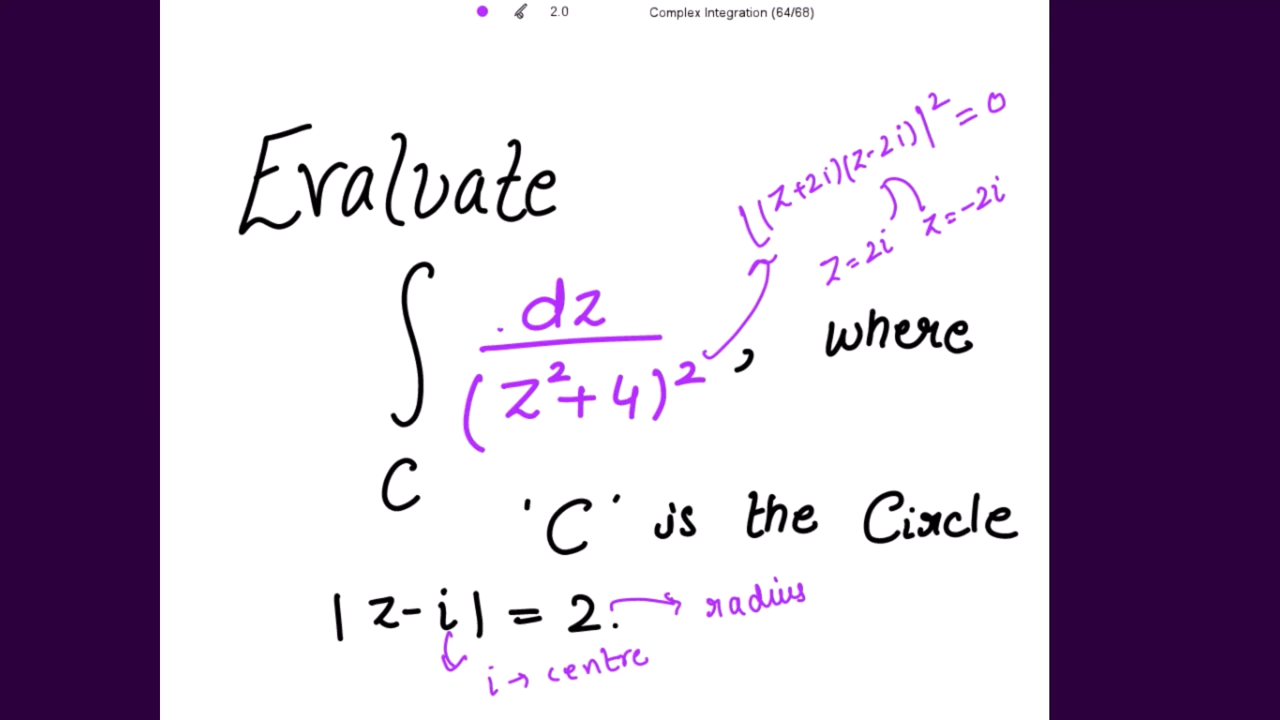 2.0 Complex Integration (64/68)
[(z+2i)(z-2i)]² = 0
z=2i z=-2i
Evaluate
∫ dz / (z²+4)² , where
C
'C' is the Circle
|z-i| = 2. → radius
i → centre